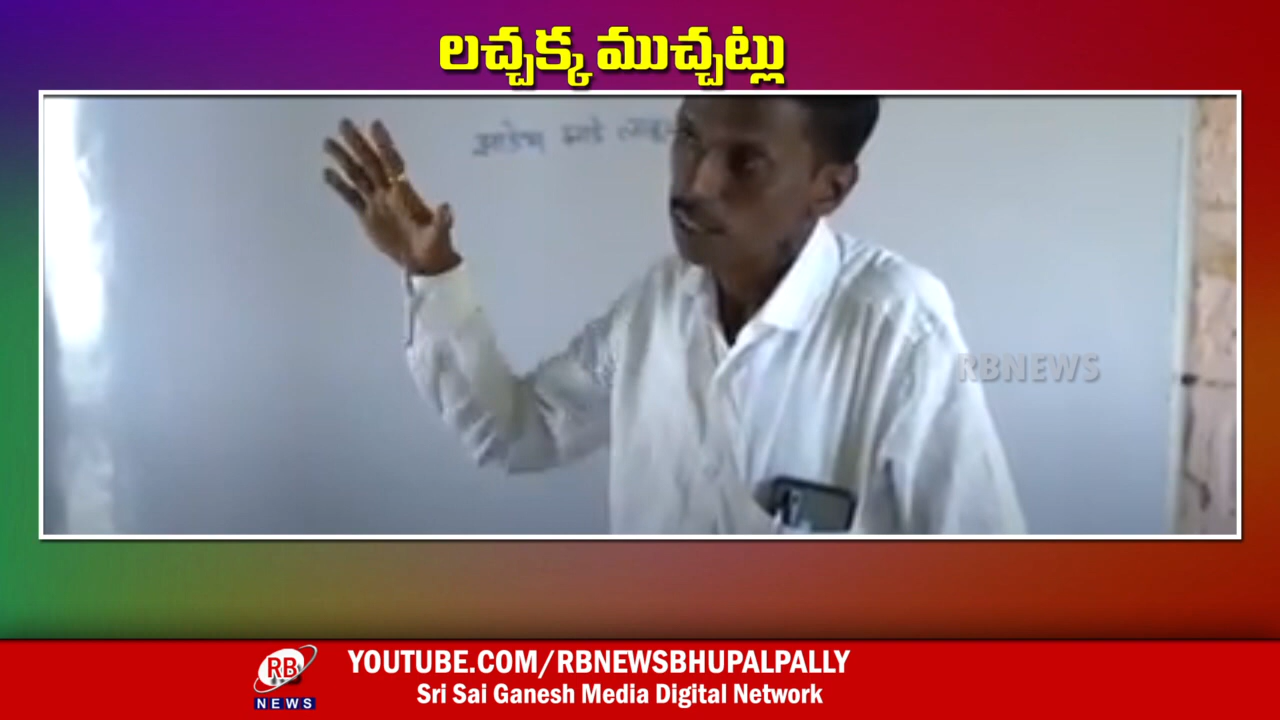 లచ్చక్క ముచ్చట్లు
RBNEWS
RB
NEWS
YOUTUBE.COM/RBNEWSBHUPALPALLY
Sri Sai Ganesh Media Digital Network